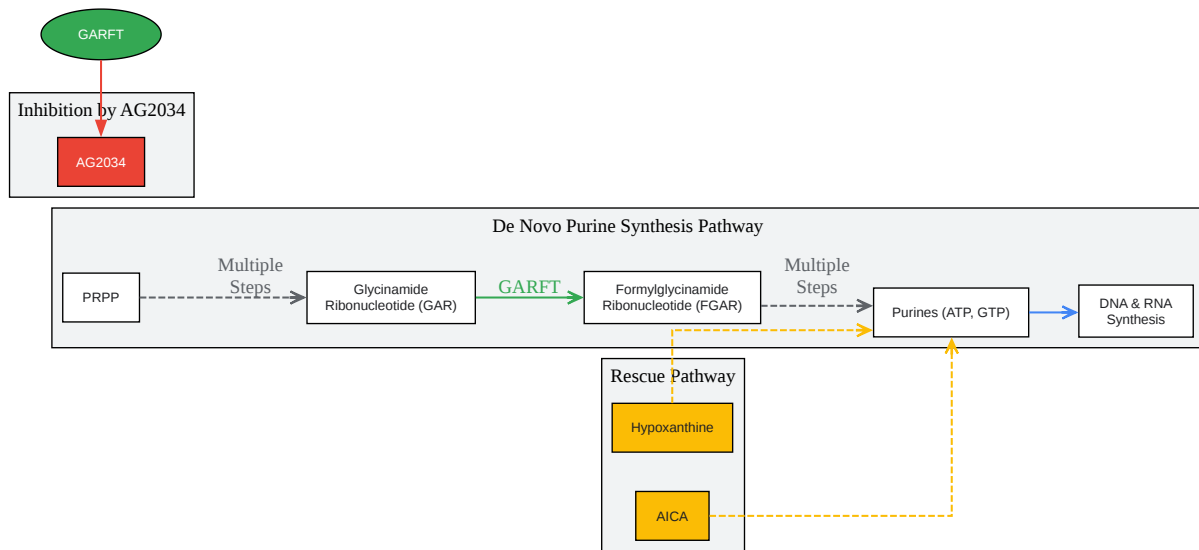 GARFT
Inhibition by AG2034
AG2034
De Novo Purine Synthesis Pathway
PRPP
Multiple
Steps
Glycinamide
Ribonucleotide (GAR)
GARFT
Formylglycinamide
Ribonucleotide (FGAR)
Multiple
Steps
Purines (ATP, GTP)
DNA & RNA
Synthesis
Rescue Pathway
Hypoxanthine
AICA